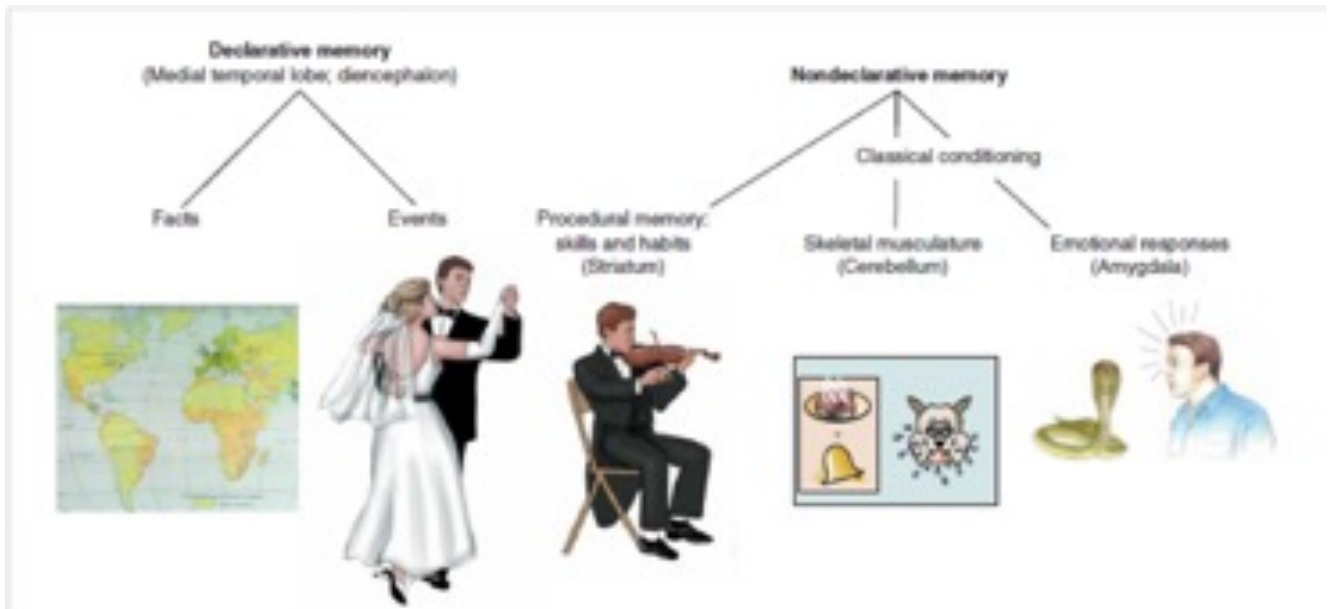 Declarative memory
(Medial temporal lobe; diencephalon)
Nondeclarative memory
Classical conditioning
Facts
Events
Procedural memory:
skills and habits
(Striatum)
Skeletal musculature
(Cerebellum)
Emotional responses
(Amygdala)